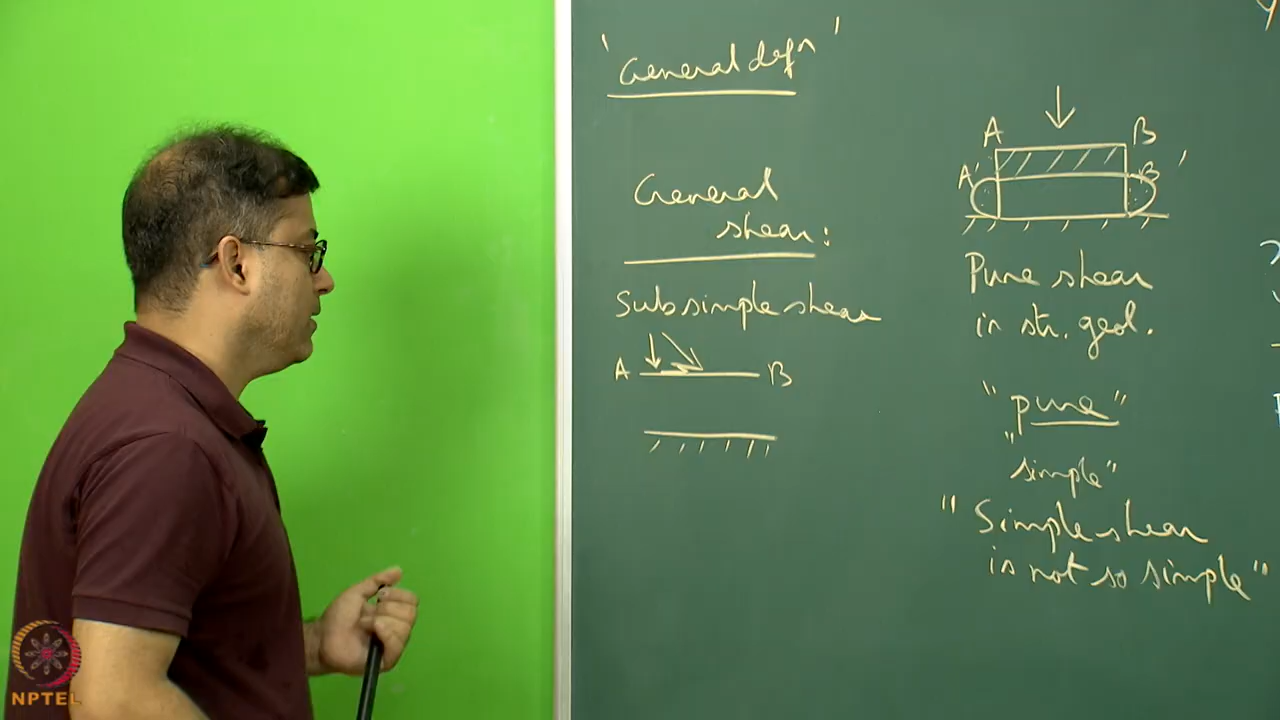 'General defn'
General
shear:
Sub simple shear
A B
A B
A' B'
Pure shear
in str. geol.
"pure"
"simple"
"Simple shear
is not so simple"
NPTEL